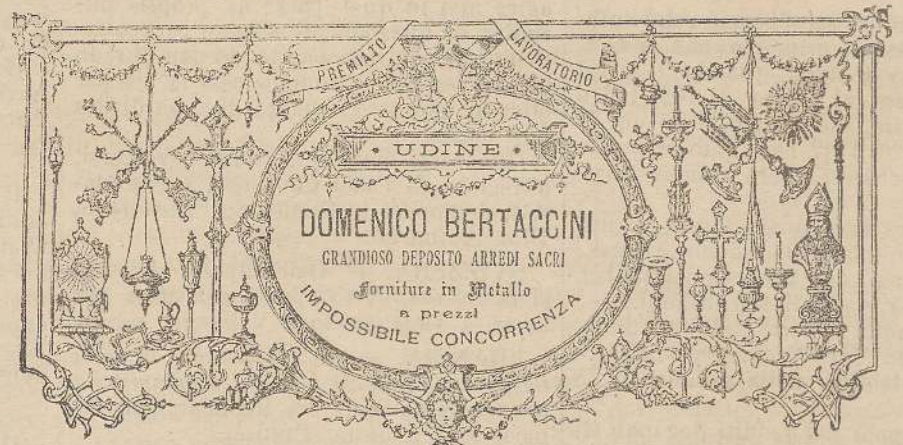 PREMIATO LAVORATORIO
• UDINE •
DOMENICO BERTACCINI
GRANDIOSO DEPOSITO ARREDI SACRI
Forniture in Metallo
a prezzi
IMPOSSIBILE CONCORRENZA